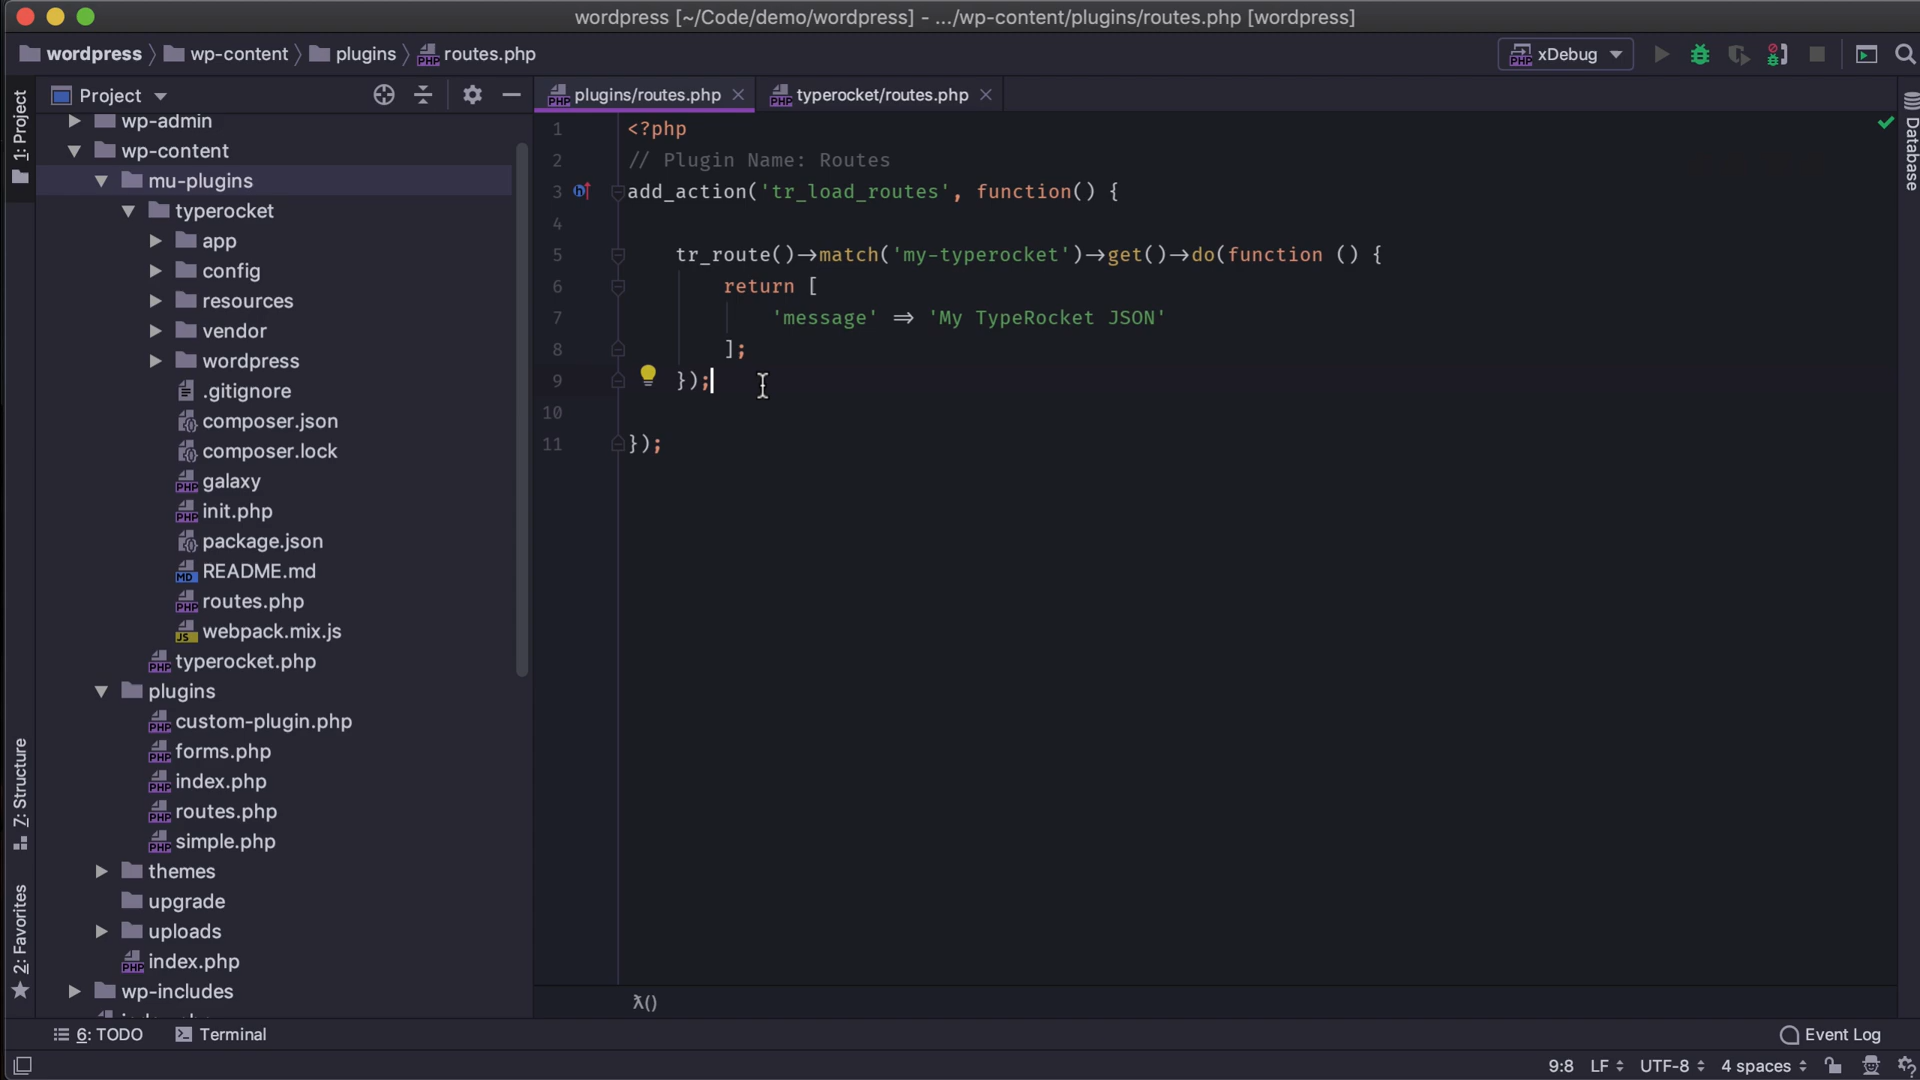 wordpress [~/Code/demo/wordpress] - .../wp-content/plugins/routes.php [wordpress]
wordpress wp-content plugins routes.php
xDebug
1: Project
Project
plugins/routes.php
typerocket/routes.php
Database
wp-admin
wp-content
mu-plugins
typerocket
app
config
resources
vendor
wordpress
.gitignore
composer.json
composer.lock
galaxy
init.php
package.json
README.md
routes.php
webpack.mix.js
typerocket.php
plugins
custom-plugin.php
forms.php
index.php
routes.php
simple.php
themes
upgrade
uploads
index.php
wp-includes
1 <?php
2 // Plugin Name: Routes
3 add_action('tr_load_routes', function() {
4
5 tr_route()->match('my-typerocket')->get()->do(function () {
6 return [
7 'message' => 'My TypeRocket JSON'
8 ];
9 });
10
11 });
λ()
Z: Structure
2: Favorites
6: TODO
Terminal
Event Log
9:8 LF UTF-8 4 spaces